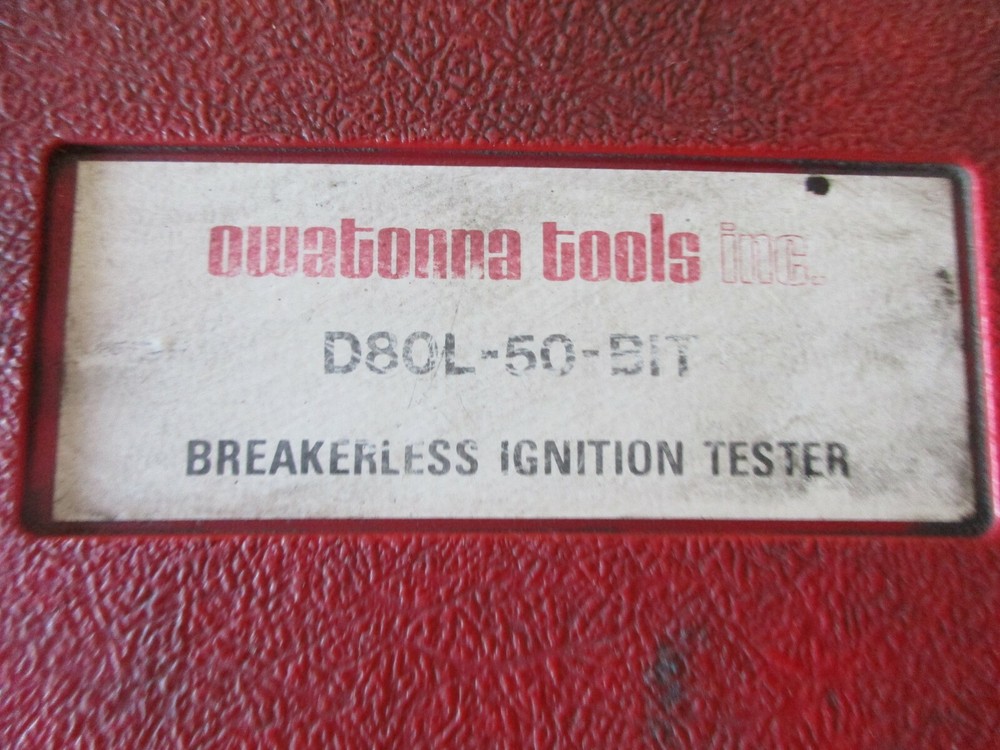 owatonna tools inc.
D80L-50-BIT
BREAKERLESS IGNITION TESTER